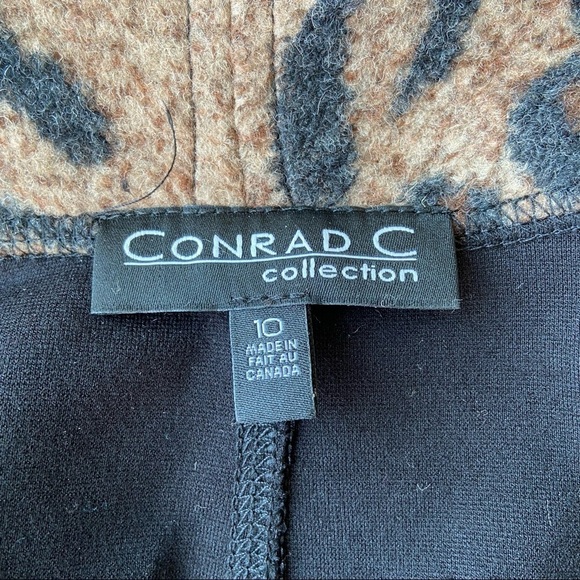 CONRAD C
collection
10
MADE IN
FAIT AU
CANADA